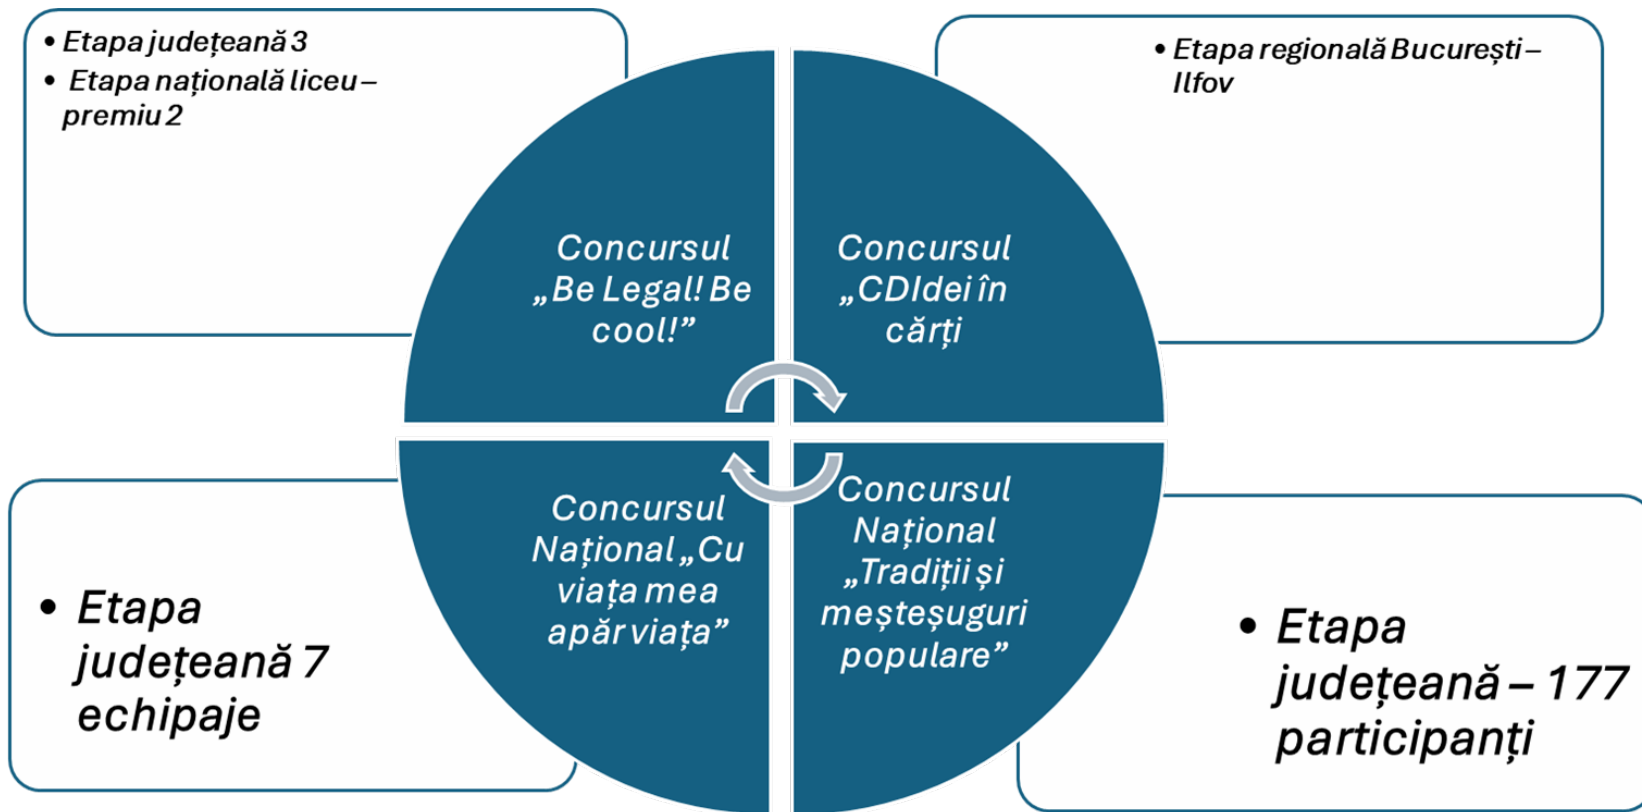 • Etapa județeană 3
• Etapa națională liceu –
premiu 2
• Etapa regională București –
Ilfov
Concursul
„Be Legal! Be
cool!”
Concursul
„CDIdei în
cărți
Concursul
Național „Cu
viața mea
apăr viața”
Concursul
Național
„Tradiții și
meșteșuguri
populare”
• Etapa
județeană 7
echipaje
• Etapa
județeană – 177
participanți